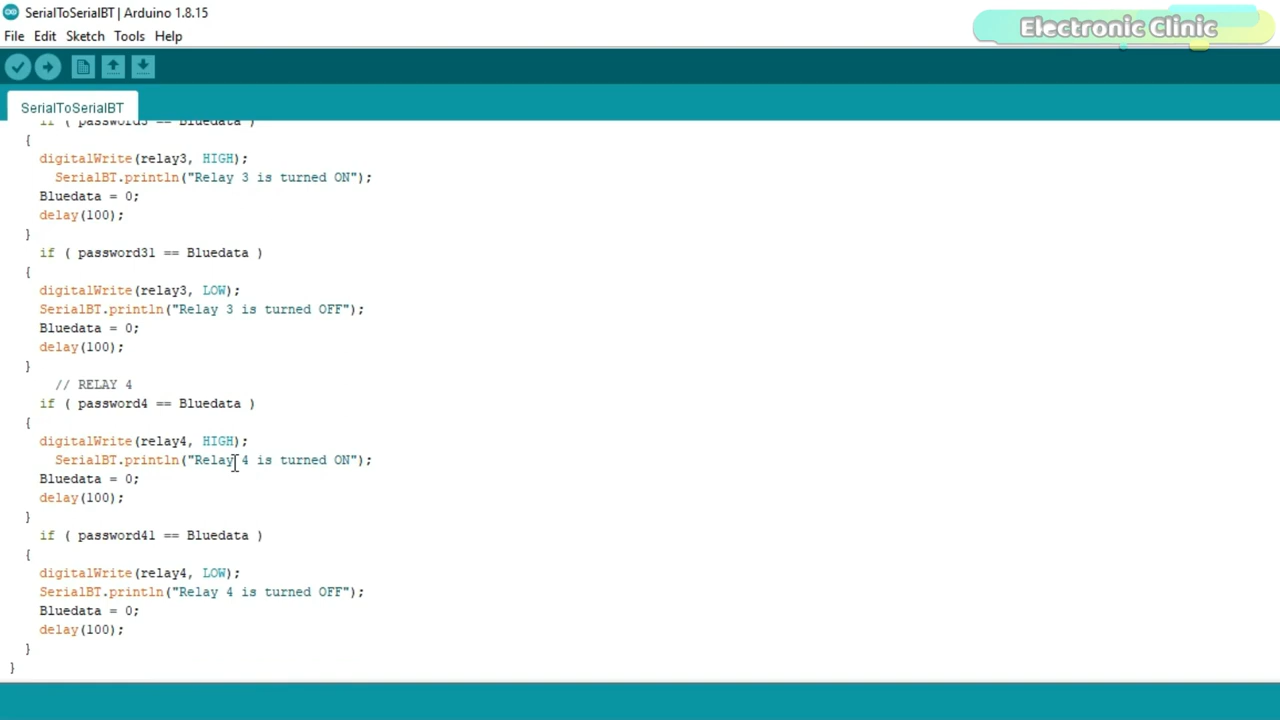 SerialToSerialBT | Arduino 1.8.15
Electronic Clinic
File Edit Sketch Tools Help
SerialToSerialBT
if ( password3 == Bluedata )
{
digitalWrite(relay3, HIGH);
SerialBT.println("Relay 3 is turned ON");
Bluedata = 0;
delay(100);
}
if ( password31 == Bluedata )
{
digitalWrite(relay3, LOW);
SerialBT.println("Relay 3 is turned OFF");
Bluedata = 0;
delay(100);
}
// RELAY 4
if ( password4 == Bluedata )
{
digitalWrite(relay4, HIGH);
SerialBT.println("Relay 4 is turned ON");
Bluedata = 0;
delay(100);
}
if ( password41 == Bluedata )
{
digitalWrite(relay4, LOW);
SerialBT.println("Relay 4 is turned OFF");
Bluedata = 0;
delay(100);
}
}